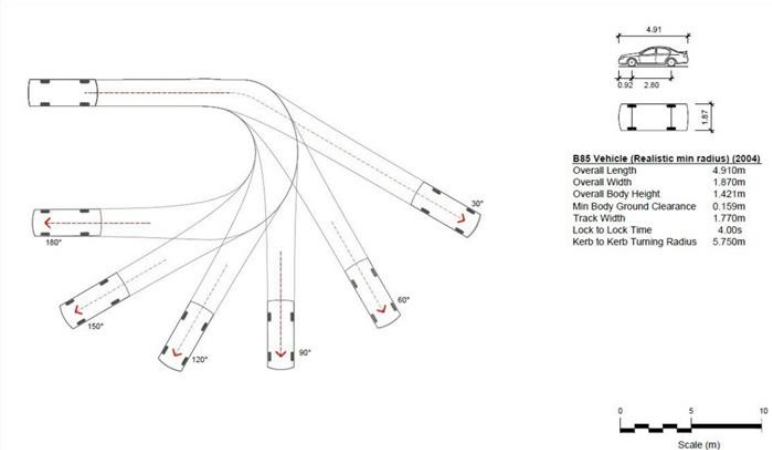 4.91
0.92 2.80
1.87
B85 Vehicle (Realistic min radius) (2004)
Overall Length 4.910m
Overall Width 1.870m
Overall Body Height 1.421m
Min Body Ground Clearance 0.159m
Track Width 1.770m
Lock to Lock Time 4.00s
Kerb to Kerb Turning Radius 5.750m
30°
180°
60°
150°
90°
120°
0 5 10
Scale (m)